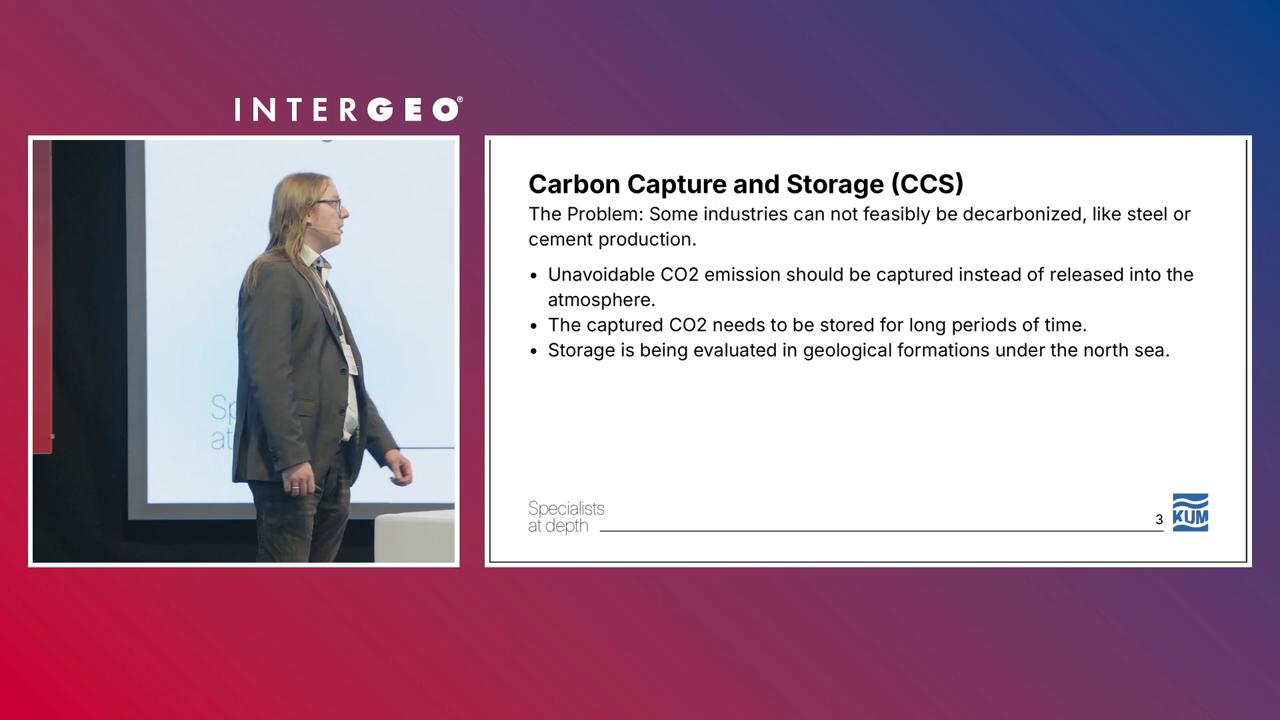 INTERGEO®
Carbon Capture and Storage (CCS)
The Problem: Some industries can not feasibly be decarbonized, like steel or
cement production.
• Unavoidable CO2 emission should be captured instead of released into the
atmosphere.
• The captured CO2 needs to be stored for long periods of time.
• Storage is being evaluated in geological formations under the north sea.
Specialists
at depth
3
KUM
Sp
at